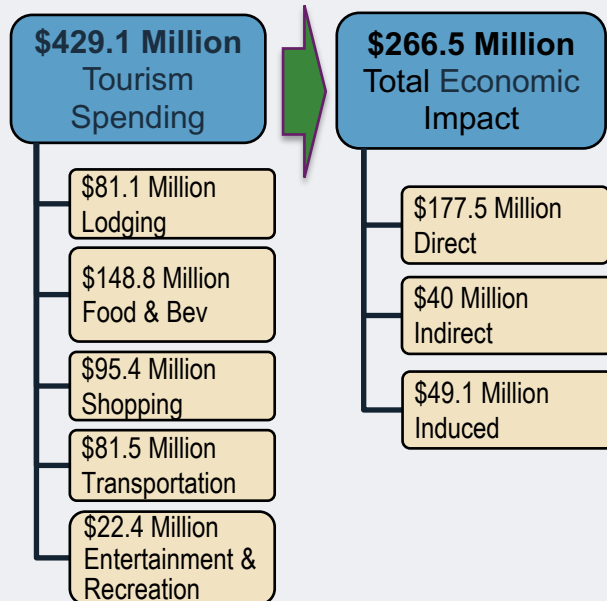 $429.1 Million
Tourism
Spending
$81.1 Million
Lodging
$148.8 Million
Food & Bev
$95.4 Million
Shopping
$81.5 Million
Transportation
$22.4 Million
Entertainment &
Recreation
$266.5 Million
Total Economic
Impact
$177.5 Million
Direct
$40 Million
Indirect
$49.1 Million
Induced